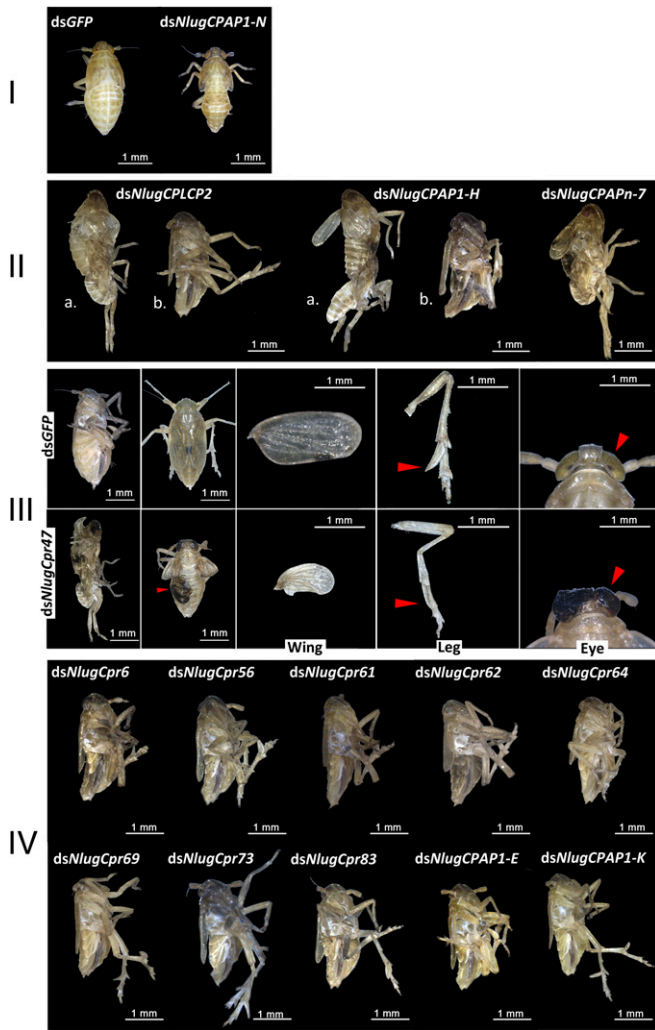 I
dsGFP dsNlugCPAP1-N
1 mm 1 mm
II
dsNlugCPLCP2 dsNlugCPAP1-H dsNlugCPAPn-7
a. b. a. b.
1 mm 1 mm 1 mm
III
dsGFP
1 mm 1 mm 1 mm 1 mm 1 mm
dsNlugCpr47
1 mm 1 mm 1 mm 1 mm 1 mm
Wing Leg Eye
IV
dsNlugCpr6 dsNlugCpr56 dsNlugCpr61 dsNlugCpr62 dsNlugCpr64
1 mm 1 mm 1 mm 1 mm 1 mm
dsNlugCpr69 dsNlugCpr73 dsNlugCpr83 dsNlugCPAP1-E dsNlugCPAP1-K
1 mm 1 mm 1 mm 1 mm 1 mm